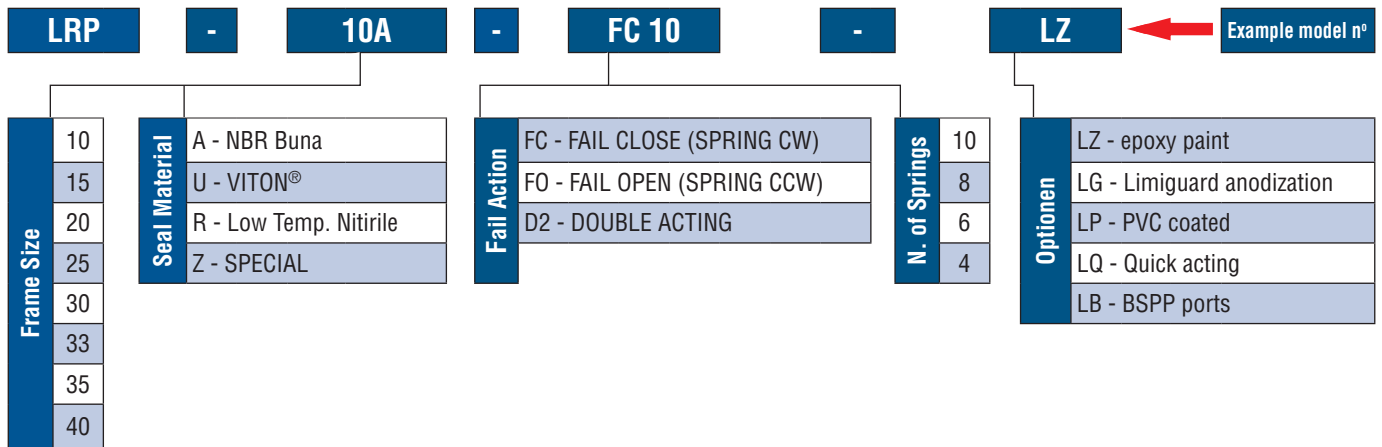 LRP - 10A - FC 10 - LZ Example model nº
Frame Size
10
15
20
25
30
33
35
40
Seal Material
A - NBR Buna
U - VITON®
R - Low Temp. Nitirile
Z - SPECIAL
Fail Action
FC - FAIL CLOSE (SPRING CW)
FO - FAIL OPEN (SPRING CCW)
D2 - DOUBLE ACTING
N. of Springs
10
8
6
4
Optionen
LZ - epoxy paint
LG - Limiguard anodization
LP - PVC coated
LQ - Quick acting
LB - BSPP ports